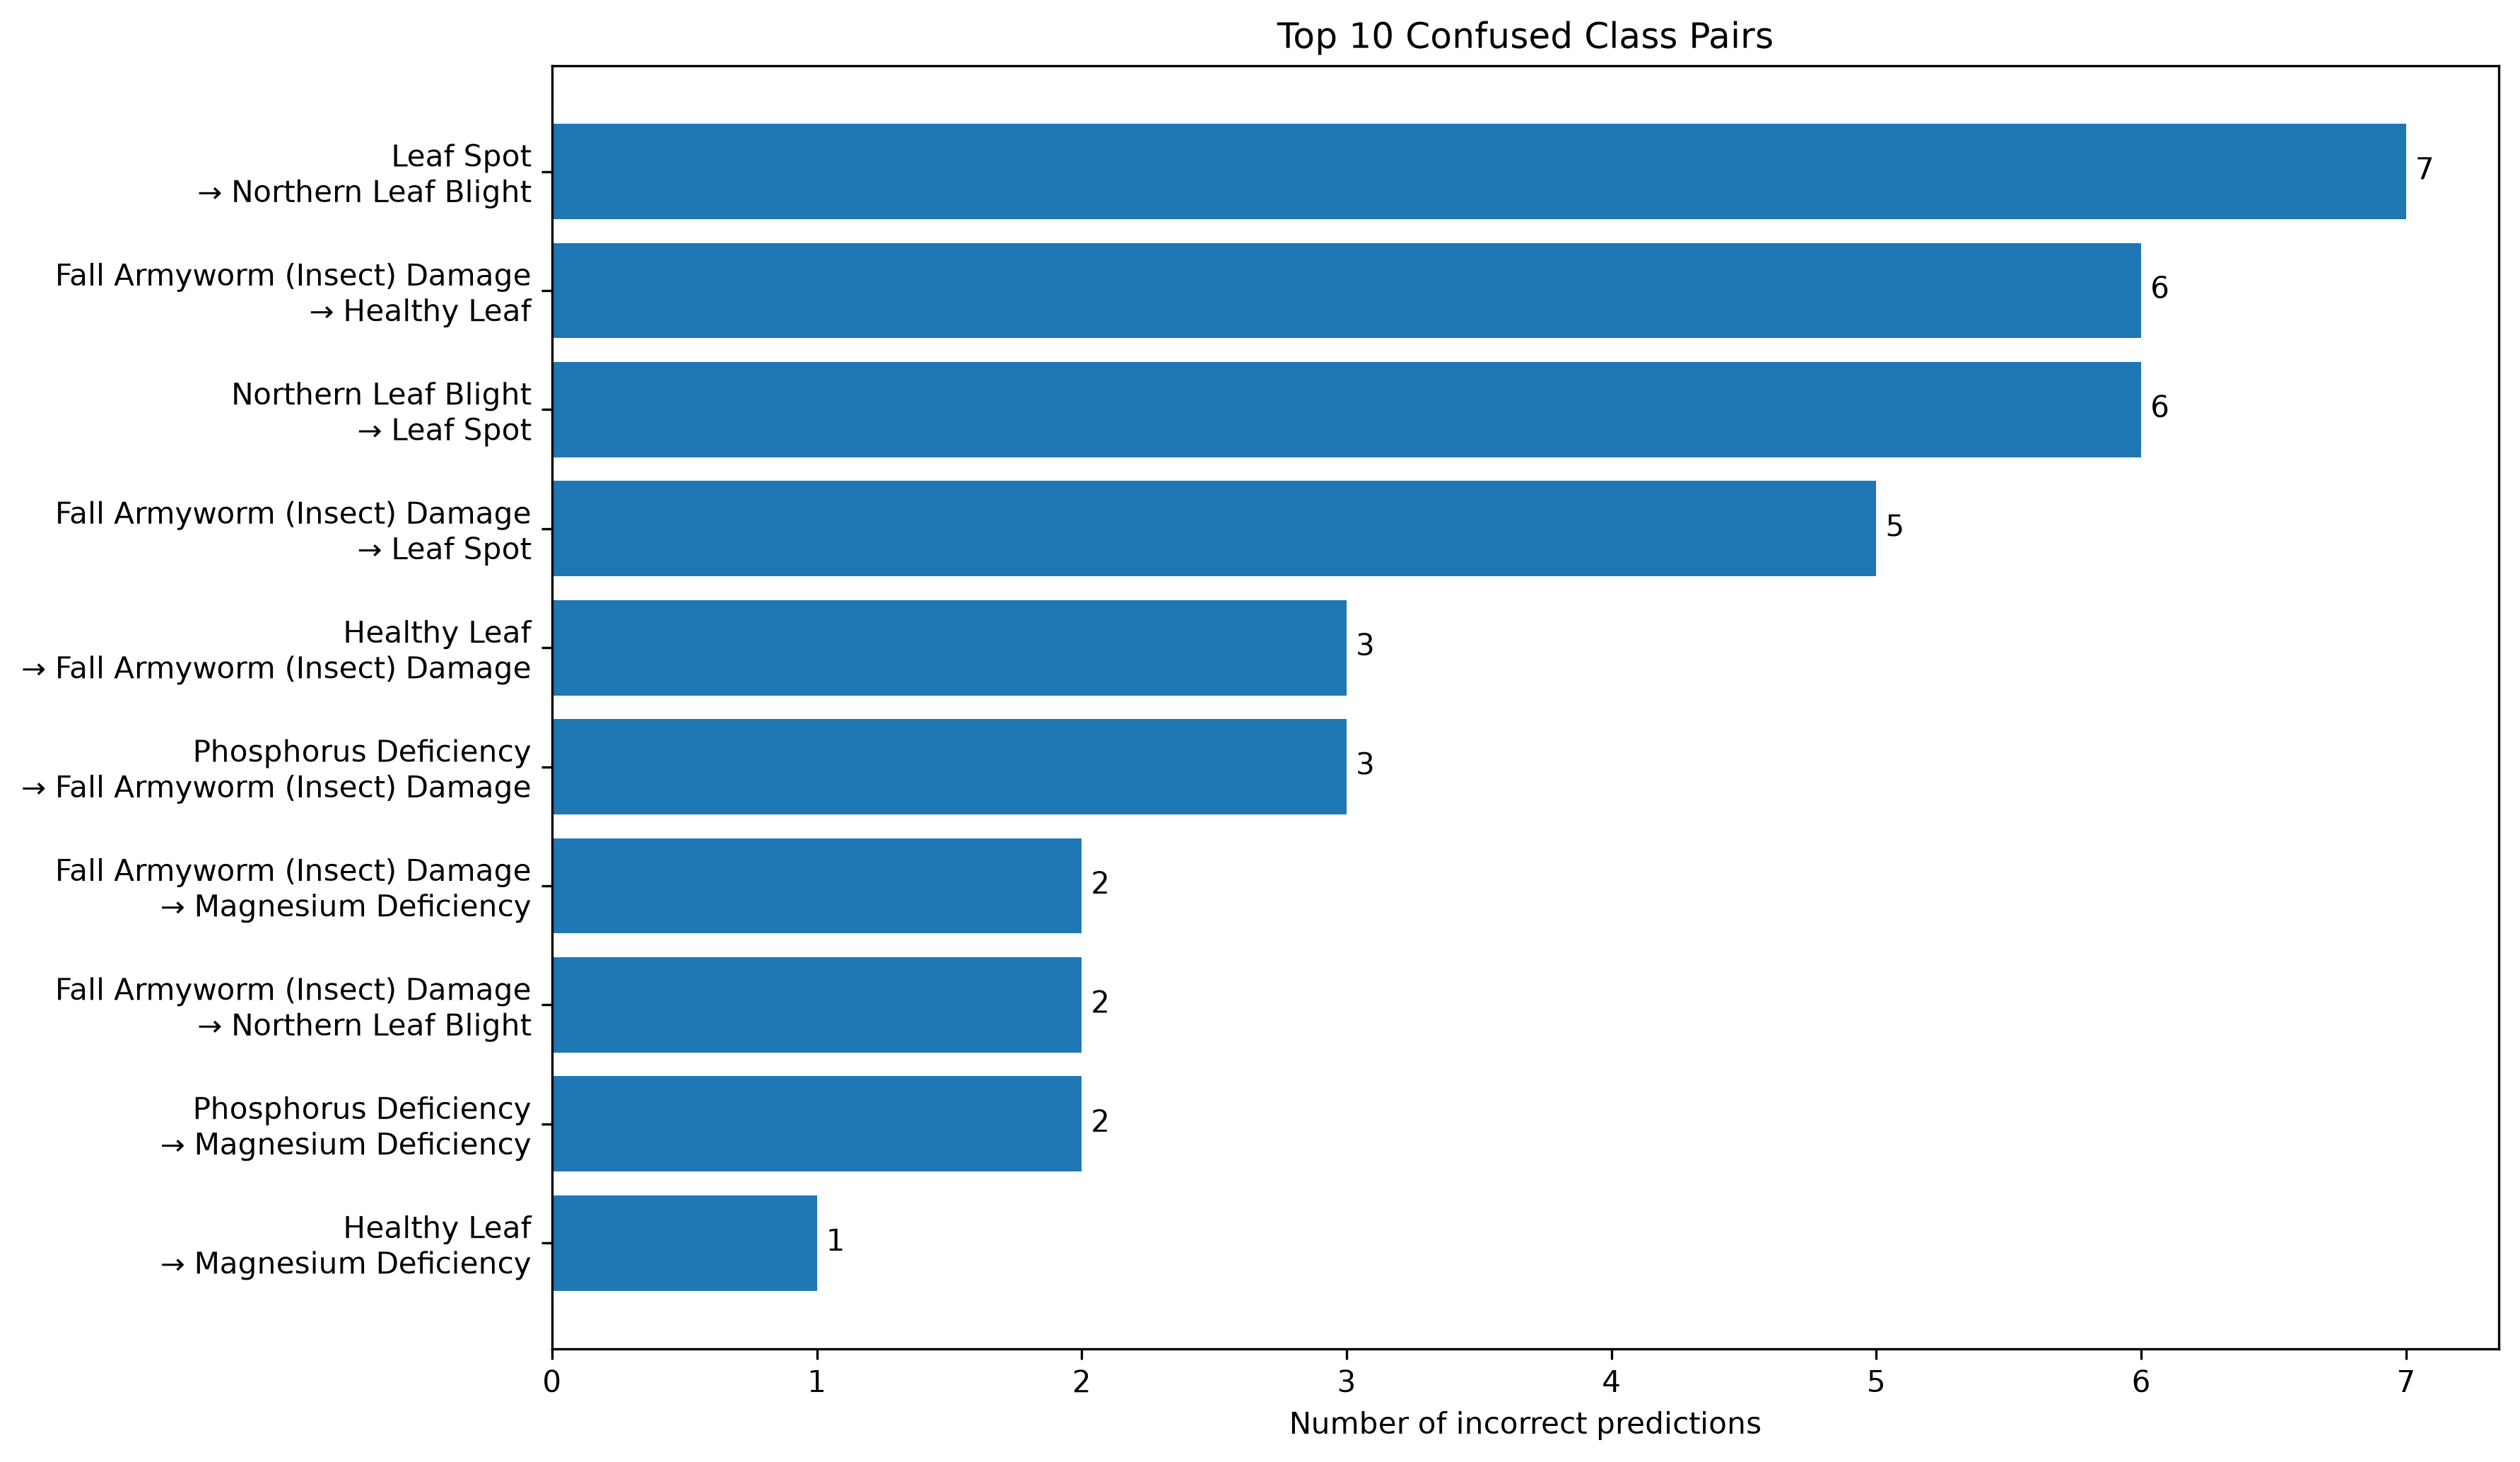 Top 10 Confused Class Pairs
Leaf Spot
→ Northern Leaf Blight
7
Fall Armyworm (Insect) Damage
→ Healthy Leaf
6
Northern Leaf Blight
→ Leaf Spot
6
Fall Armyworm (Insect) Damage
→ Leaf Spot
5
Healthy Leaf
→ Fall Armyworm (Insect) Damage
3
Phosphorus Deficiency
→ Fall Armyworm (Insect) Damage
3
Fall Armyworm (Insect) Damage
→ Magnesium Deficiency
2
Fall Armyworm (Insect) Damage
→ Northern Leaf Blight
2
Phosphorus Deficiency
→ Magnesium Deficiency
2
Healthy Leaf
→ Magnesium Deficiency
1
0 1 2 3 4 5 6 7
Number of incorrect predictions